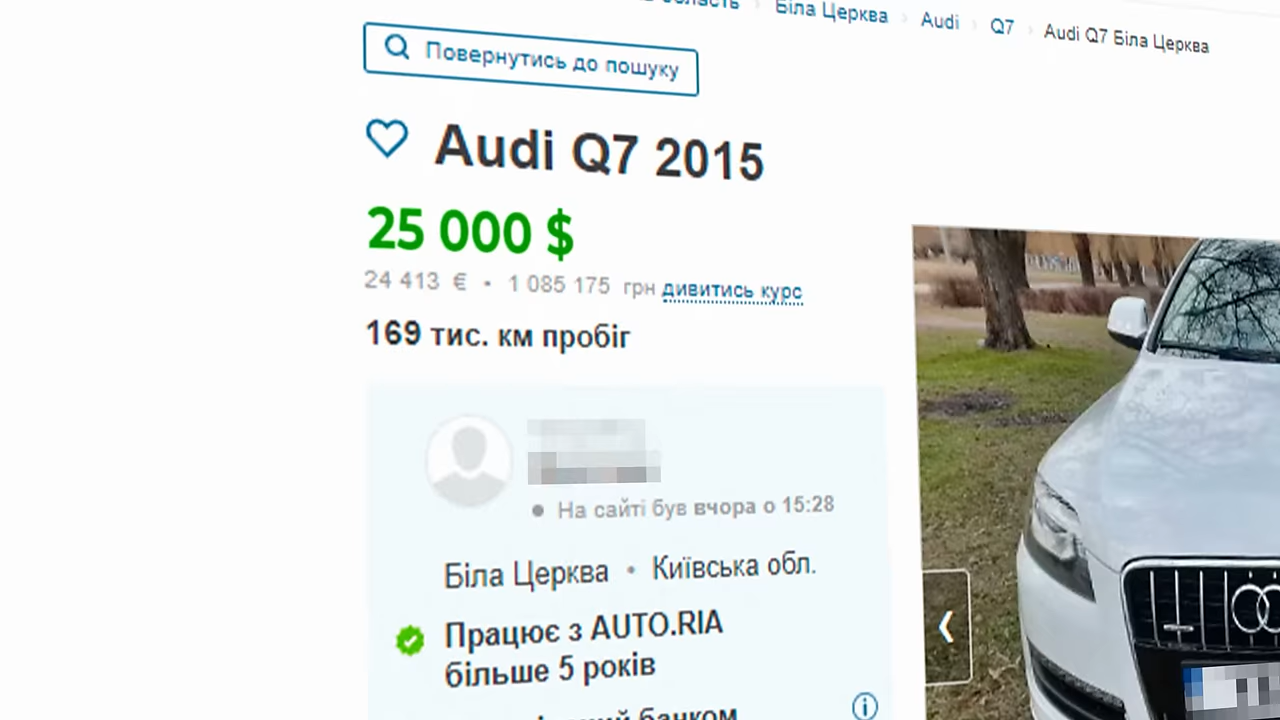 область › Біла Церква › Audi › Q7 › Audi Q7 Біла Церква
Повернутись до пошуку
Audi Q7 2015
25 000 $
24 413 € • 1 085 175 грн дивитись курс
169 тис. км пробіг
На сайті був вчора о 15:28
Біла Церква • Київська обл.
Працює з AUTO.RIA
більше 5 років
банком